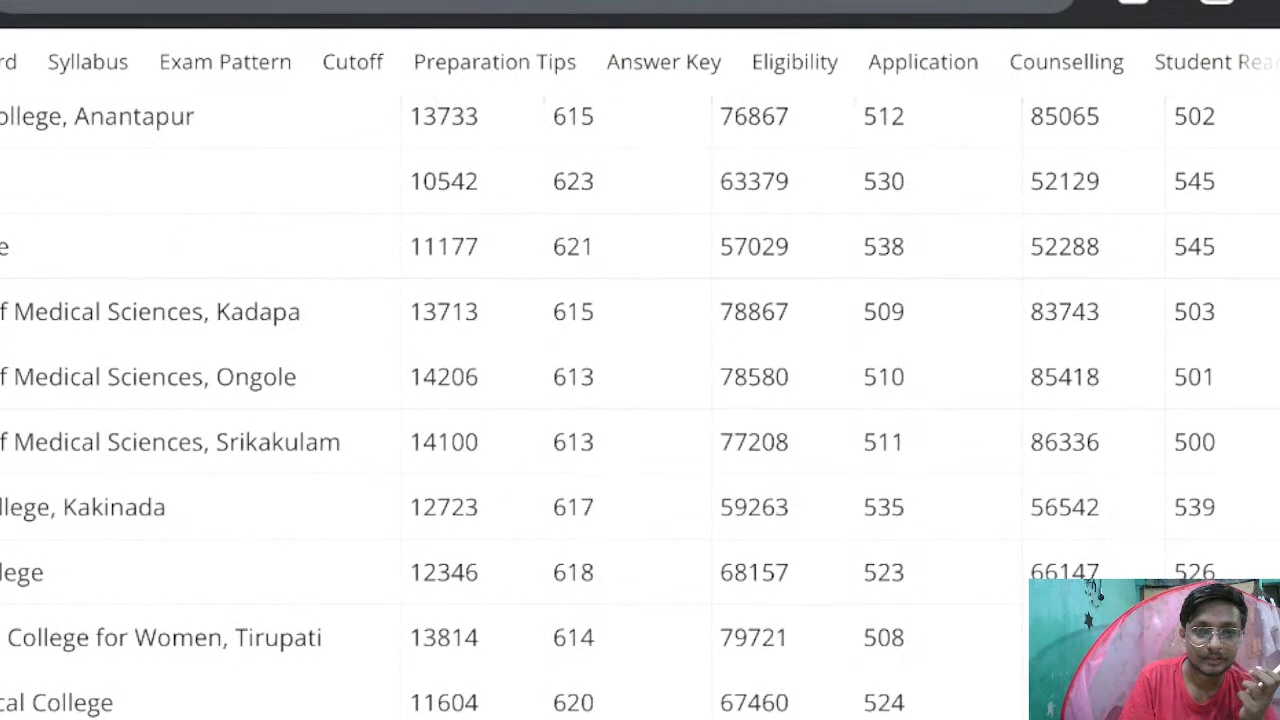 rd Syllabus Exam Pattern Cutoff Preparation Tips Answer Key Eligibility Application Counselling Student Rea
ollege, Anantapur 13733 615 76867 512 85065 502
10542 623 63379 530 52129 545
e 11177 621 57029 538 52288 545
f Medical Sciences, Kadapa 13713 615 78867 509 83743 503
f Medical Sciences, Ongole 14206 613 78580 510 85418 501
f Medical Sciences, Srikakulam 14100 613 77208 511 86336 500
llege, Kakinada 12723 617 59263 535 56542 539
lege 12346 618 68157 523 66147 526
College for Women, Tirupati 13814 614 79721 508
cal College 11604 620 67460 524